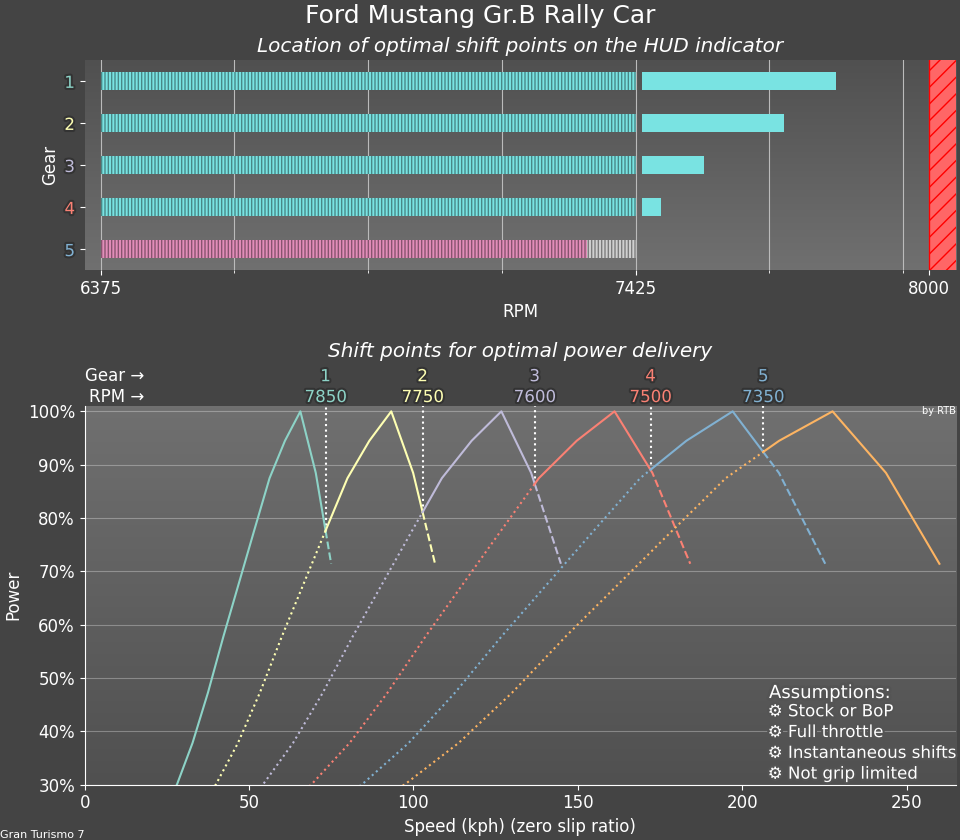 Ford Mustang Gr.B Rally Car
Location of optimal shift points on the HUD indicator
Gear
1
2
3
4
5
6375 7425 8000
RPM
Shift points for optimal power delivery
Gear → 1 2 3 4 5
RPM → 7850 7750 7600 7500 7350
by RTB
Power
100%
90%
80%
70%
60%
50%
40%
30%
Assumptions:
⚙ Stock or BoP
⚙ Full throttle
⚙ Instantaneous shifts
⚙ Not grip limited
0 50 100 150 200 250
Speed (kph) (zero slip ratio)
Gran Turismo 7